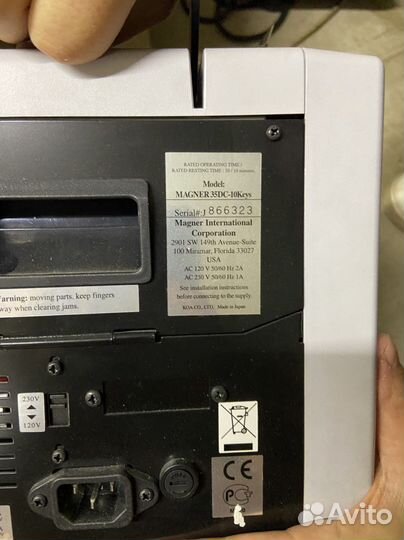 RATED OPERATING TIME /
RATED RESTING TIME : 20 / 10 minutes.
Model:
MAGNER 35DC-10Keys
Serial#:J 866323
Magner International
Corporation
2901 SW 149th Avenue-Suite
100 Miramar, Florida 33027
USA
AC 120 V 50/60 Hz 2A
AC 230 V 50/60 Hz 1A
See installation instructions
before connecting to the supply.
KOA CO., LTD. Made in Japan
arning: moving parts, keep fingers
way when clearing jams.
230V
120V
CE
Avito